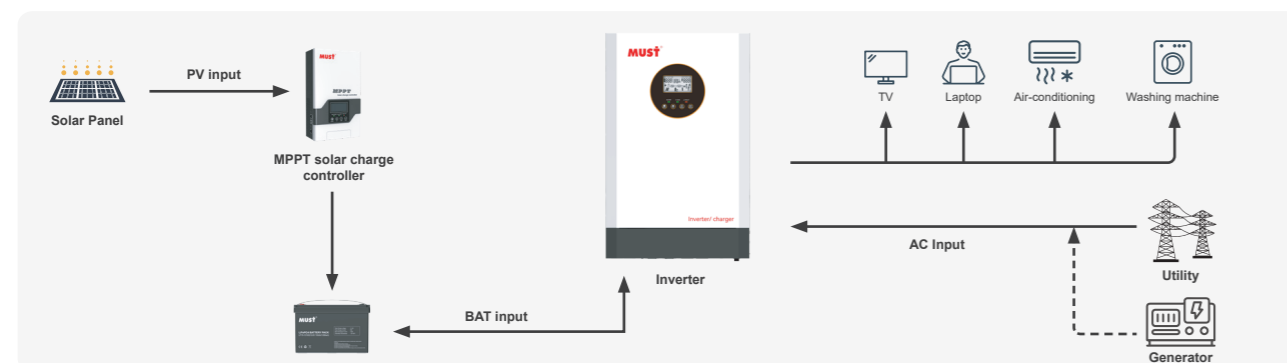 PV input
Solar Panel
MUST
MPPT
MPPT solar charge
controller
MUST
BAT input
MUST
Inverter/ charger
Inverter
TV
Laptop
Air-conditioning
Washing machine
AC Input
Utility
Generator